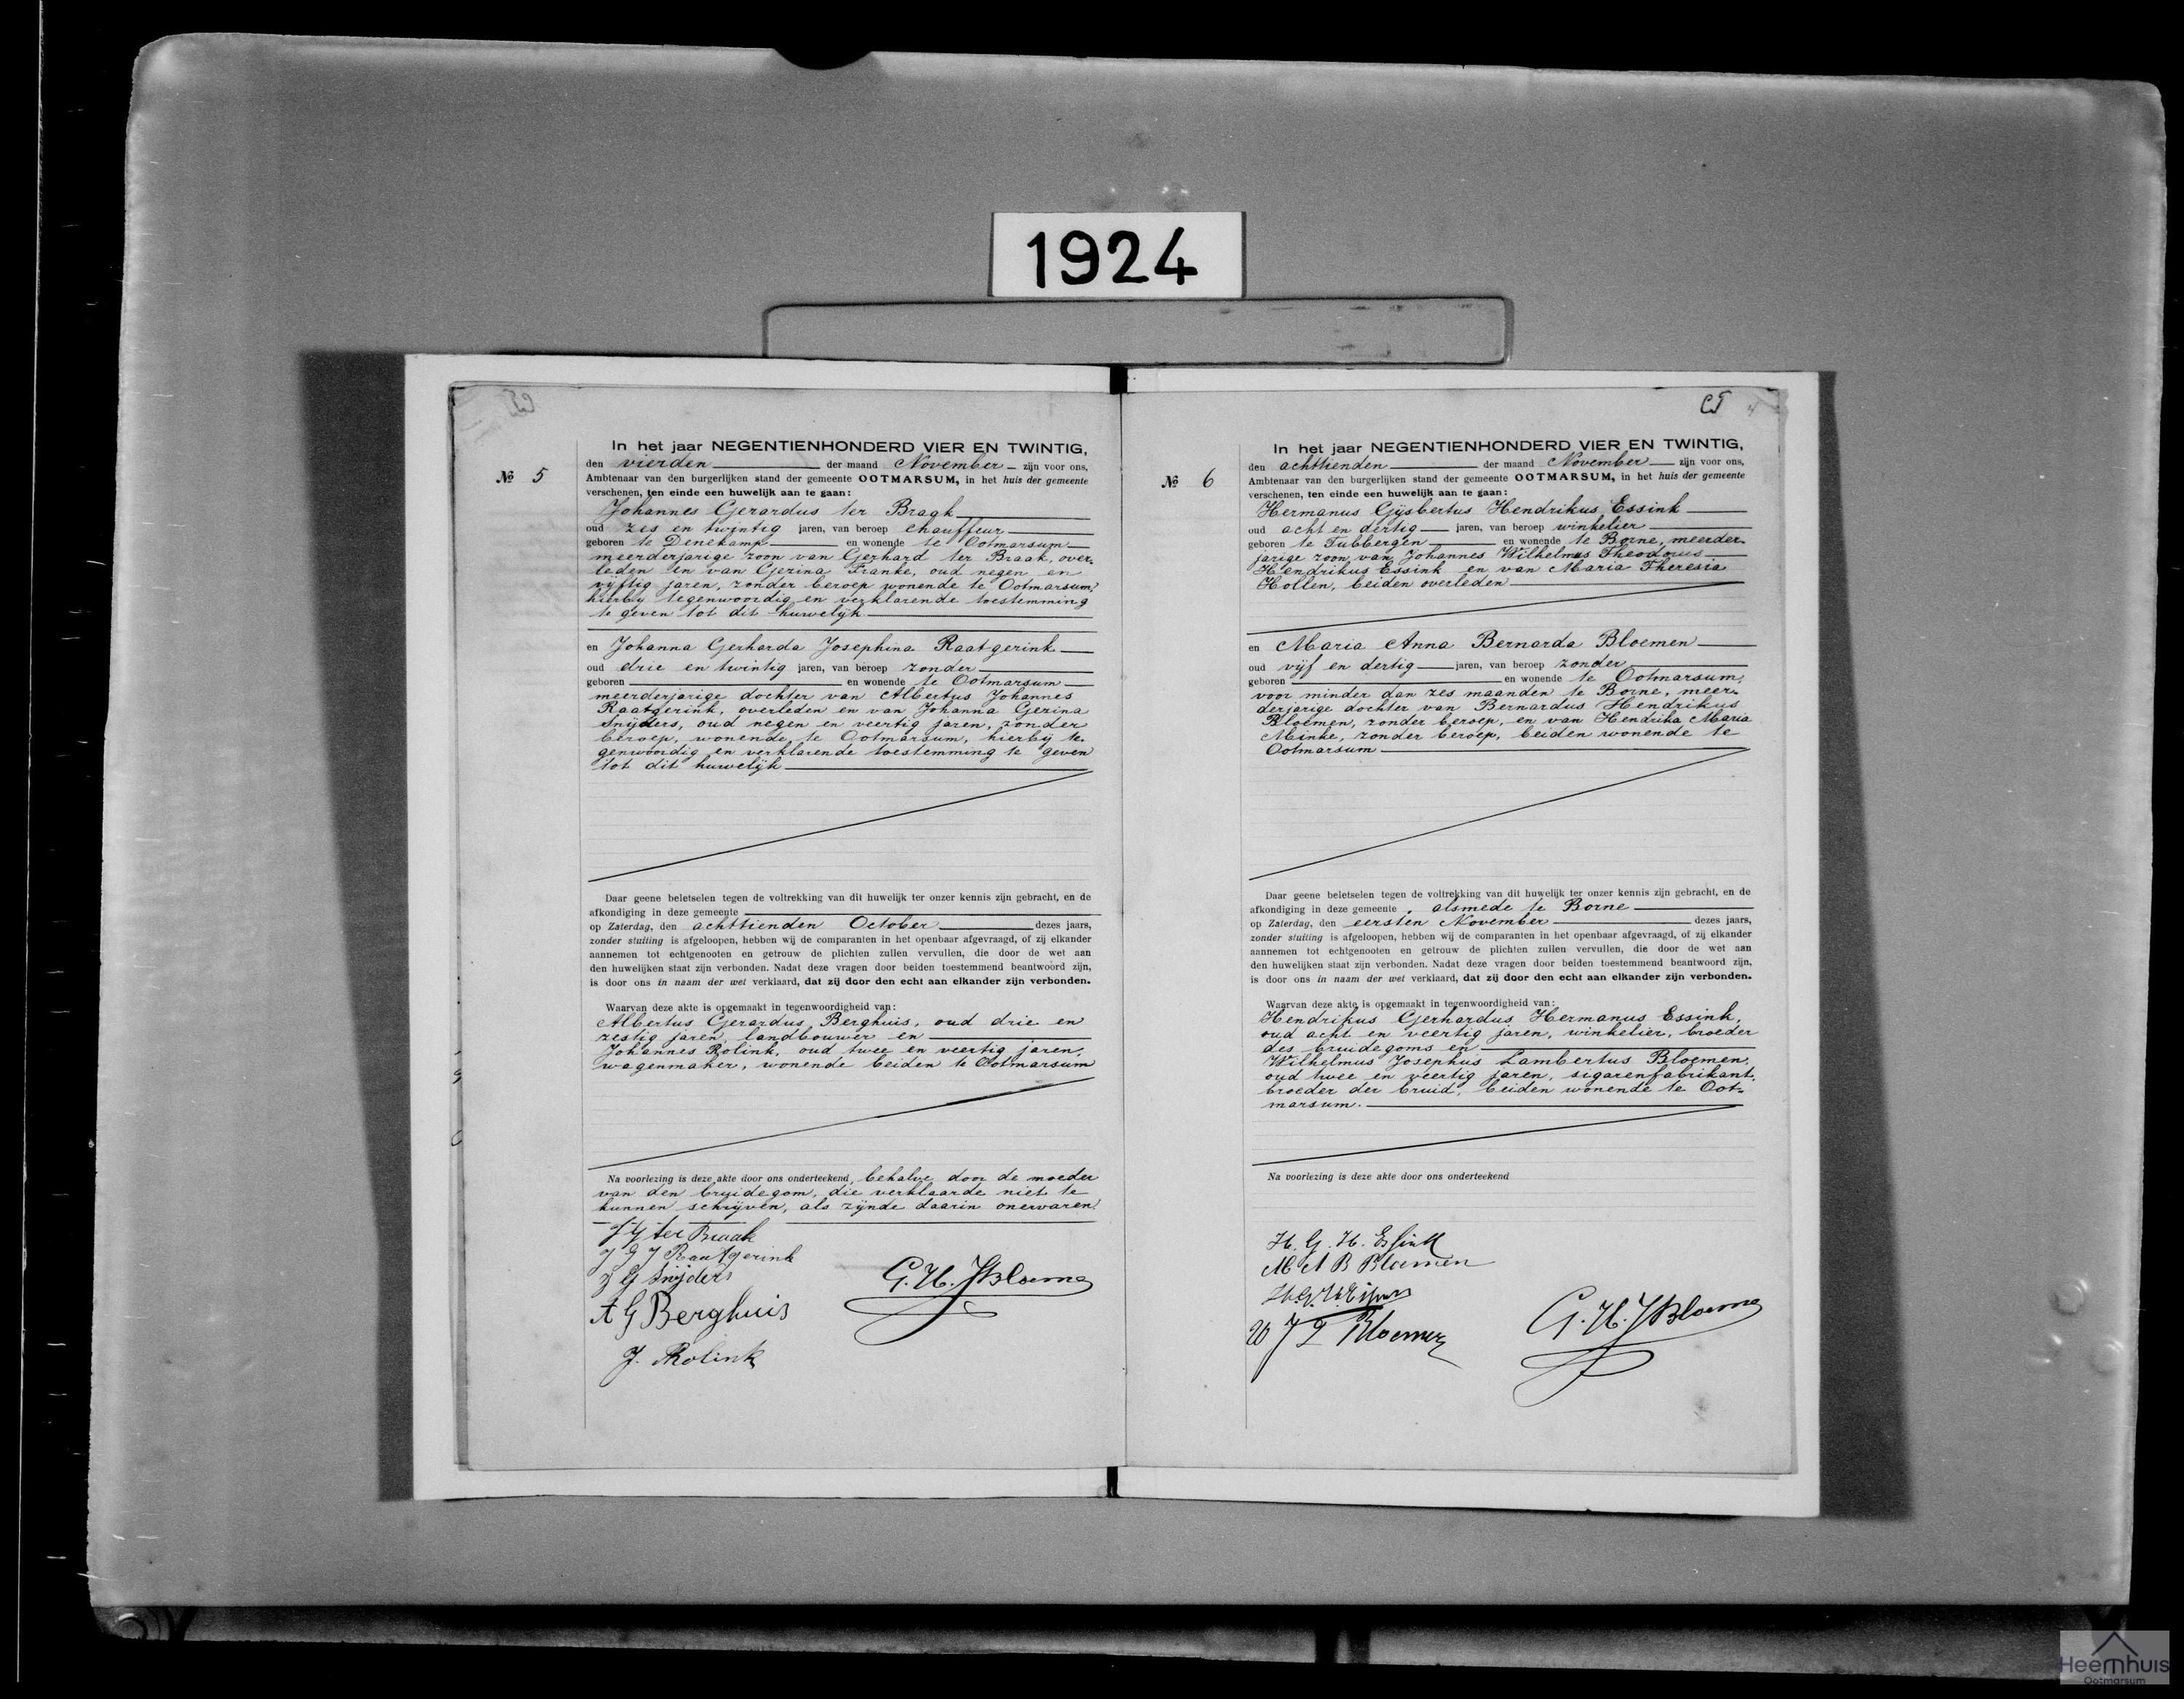 1924
In het jaar NEGENTIENHONDERD VIER EN TWINTIG,
den vierden der maand November zijn voor ons,
№ 5
Ambtenaar van den burgerlijken stand der gemeente OOTMARSUM, in het huis der gemeente
verschenen, ten einde een huwelijk aan te gaan:
Johannes Gerardus ter Braak
oud zes en twintig jaren, van beroep chauffeur
geboren te Denekamp en wonende te Ootmarsum
meerderjarige zoon van Gerhard ter Braak, over-
leden en van Gerina Franke, oud negen en
vijftig jaren, zonder beroep wonende te Ootmarsum,
hierbij tegenwoordig en verklarende toestemming
te geven tot dit huwelijk
en Johanna Gerharda Josephina Raatgerink
oud drie en twintig jaren, van beroep zonder
geboren en wonende te Ootmarsum
meerderjarige dochter van Albertus Johannes
Raatgerink, overleden en van Johanna Gerina
Snijders, oud negen en veertig jaren, zonder
beroep, wonende te Ootmarsum, hierbij te-
genwoordig en verklarende toestemming te geven
tot dit huwelijk
Daar geene beletselen tegen de voltrekking van dit huwelijk ter onzer kennis zijn gebracht, en de
afkondiging in deze gemeente
op Zaterdag, den achttienden October dezes jaars,
zonder stuiting is afgeloopen, hebben wij de comparanten in het openbaar afgevraagd, of zij elkander
aannemen tot echtgenooten en getrouw de plichten zullen vervullen, die door de wet aan
den huwelijken staat zijn verbonden. Nadat deze vragen door beiden toestemmend beantwoord zijn,
is door ons in naam der wet verklaard, dat zij door den echt aan elkander zijn verbonden.
Waarvan deze akte is opgemaakt in tegenwoordigheid van:
Albertus Gerardus Berghuis, oud drie en
zestig jaren, landbouwer en
Johannes Rolink, oud twee en veertig jaren,
wagenmaker, wonende beiden te Ootmarsum
Na voorlezing is deze akte door ons onderteekend, behalve door de moeder
van den bruidegom, die verklaarde niet te
kunnen schrijven, als zijnde daarin onervaren.
J G ter Braak
J G J Raatgerink
J G Snijders
A G Berghuis
J. Rolink
G. H. J Bloeme
In het jaar NEGENTIENHONDERD VIER EN TWINTIG,
den achttienden der maand November zijn voor ons,
№ 6
Ambtenaar van den burgerlijken stand der gemeente OOTMARSUM, in het huis der gemeente
verschenen, ten einde een huwelijk aan te gaan:
Hermanus Gijsbertus Hendrikus Essink
oud acht en dertig jaren, van beroep winkelier
geboren te Tubbergen en wonende te Borne, meerder-
jarige zoon van Johannes Wilhelmus Theodorus
Hendrikus Essink en van Maria Theresia
Hollen, beiden overleden
en Maria Anna Bernarda Bloemen
oud vijf en dertig jaren, van beroep zonder
geboren en wonende te Ootmarsum,
voor minder dan zes maanden te Borne, meer-
derjarige dochter van Bernardus Hendrikus
Bloemen, zonder beroep, en van Hendrika Maria
Minke, zonder beroep, beiden wonende te
Ootmarsum
Daar geene beletselen tegen de voltrekking van dit huwelijk ter onzer kennis zijn gebracht, en de
afkondiging in deze gemeente, alsmede te Borne
op Zaterdag, den eersten November dezes jaars,
zonder stuiting is afgeloopen, hebben wij de comparanten in het openbaar afgevraagd, of zij elkander
aannemen tot echtgenooten en getrouw de plichten zullen vervullen, die door de wet aan
den huwelijken staat zijn verbonden. Nadat deze vragen door beiden toestemmend beantwoord zijn,
is door ons in naam der wet verklaard, dat zij door den echt aan elkander zijn verbonden.
Waarvan deze akte is opgemaakt in tegenwoordigheid van:
Hendrikus Gerhardus Hermanus Essink,
oud acht en veertig jaren, winkelier, broeder
des bruidegoms en
Wilhelmus Josephus Lambertus Bloemen,
oud twee en veertig jaren, sigarenfabrikant,
broeder der bruid, beiden wonende te Oot-
marsum.
Na voorlezing is deze akte door ons onderteekend
H. G. H. Essink
M A B Bloemen
W J L Bloemen
G. H. J Bloeme
Heemhuis
Ootmarsum